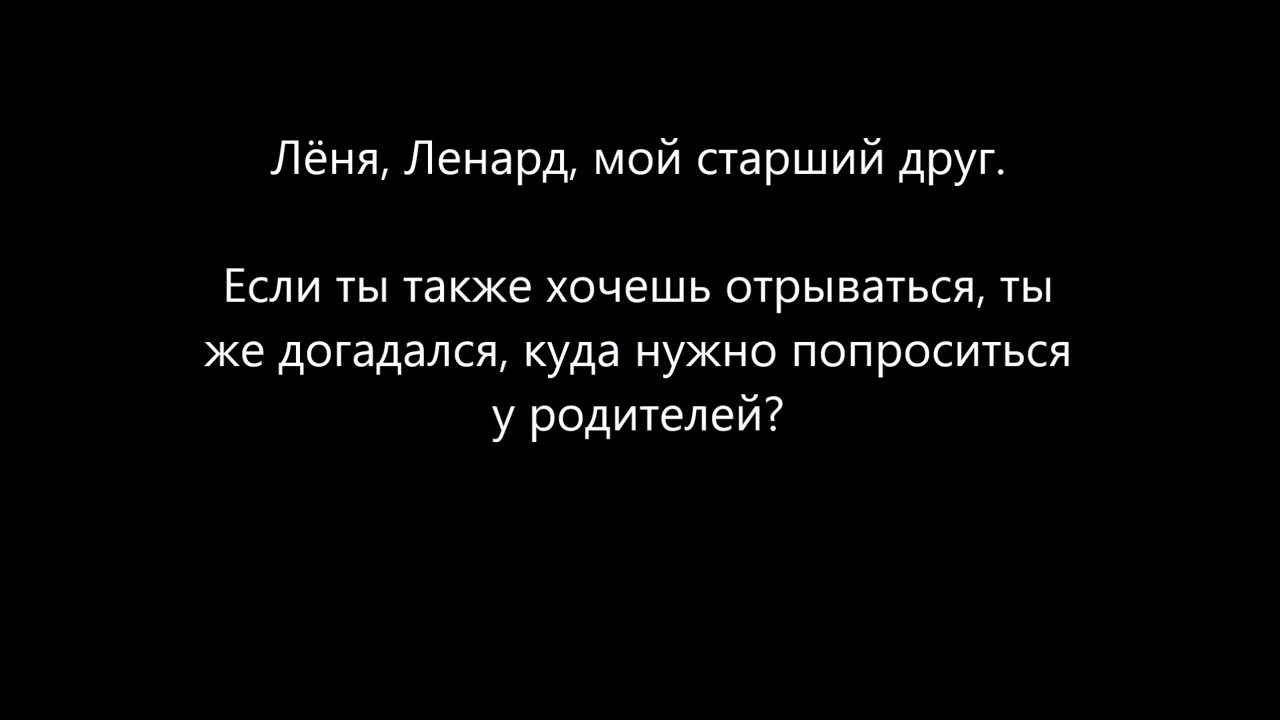 Лёня, Ленард, мой старший друг.
Если ты также хочешь отрываться, ты
же догадался, куда нужно попроситься
у родителей?